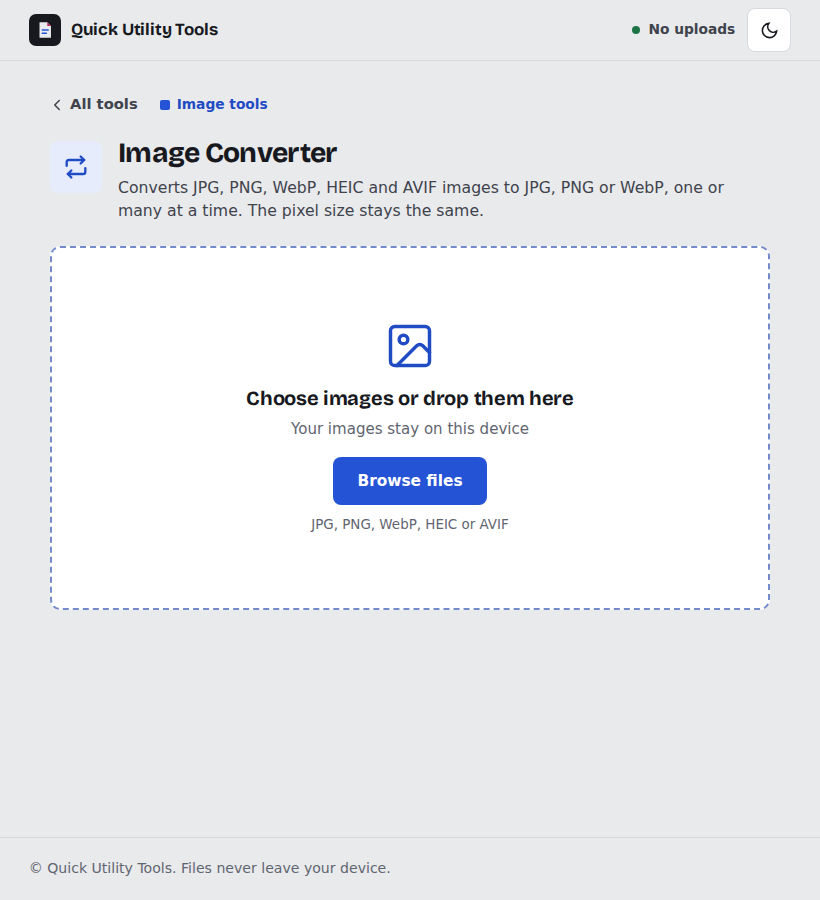 Quick Utility Tools
No uploads
All tools
Image tools
Image Converter
Converts JPG, PNG, WebP, HEIC and AVIF images to JPG, PNG or WebP, one or
many at a time. The pixel size stays the same.
Choose images or drop them here
Your images stay on this device
Browse files
JPG, PNG, WebP, HEIC or AVIF
© Quick Utility Tools. Files never leave your device.